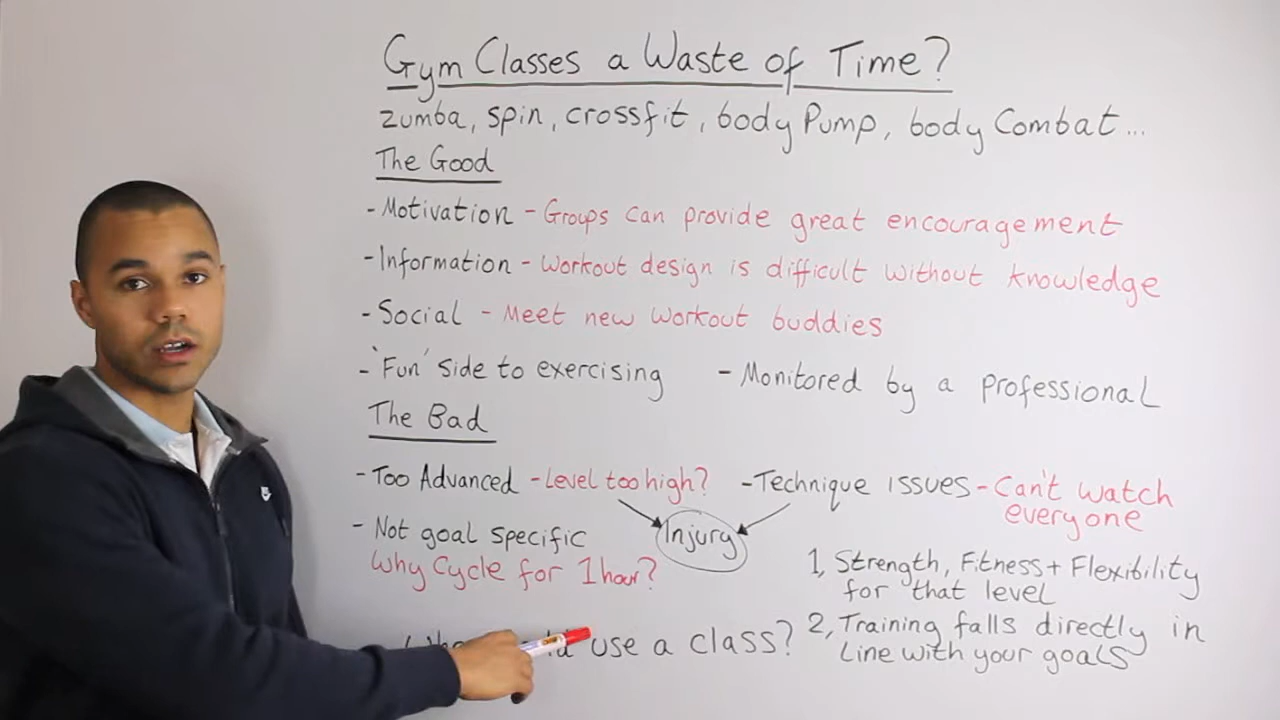 Gym Classes a Waste of Time?
zumba, spin, crossfit, body Pump, body Combat...
The Good
- Motivation - Groups can provide great encouragement
- Information - Workout design is difficult without knowledge
- Social - Meet new workout buddies
- 'Fun' side to exercising - Monitored by a professional
The Bad
- Too Advanced - Level too high? - Technique issues - Can't watch
everyone
- Not goal specific
Injury
Why Cycle for 1 hour?
1, Strength, Fitness + Flexibility
for that level
use a class?
2, Training falls directly in
Line with your goals